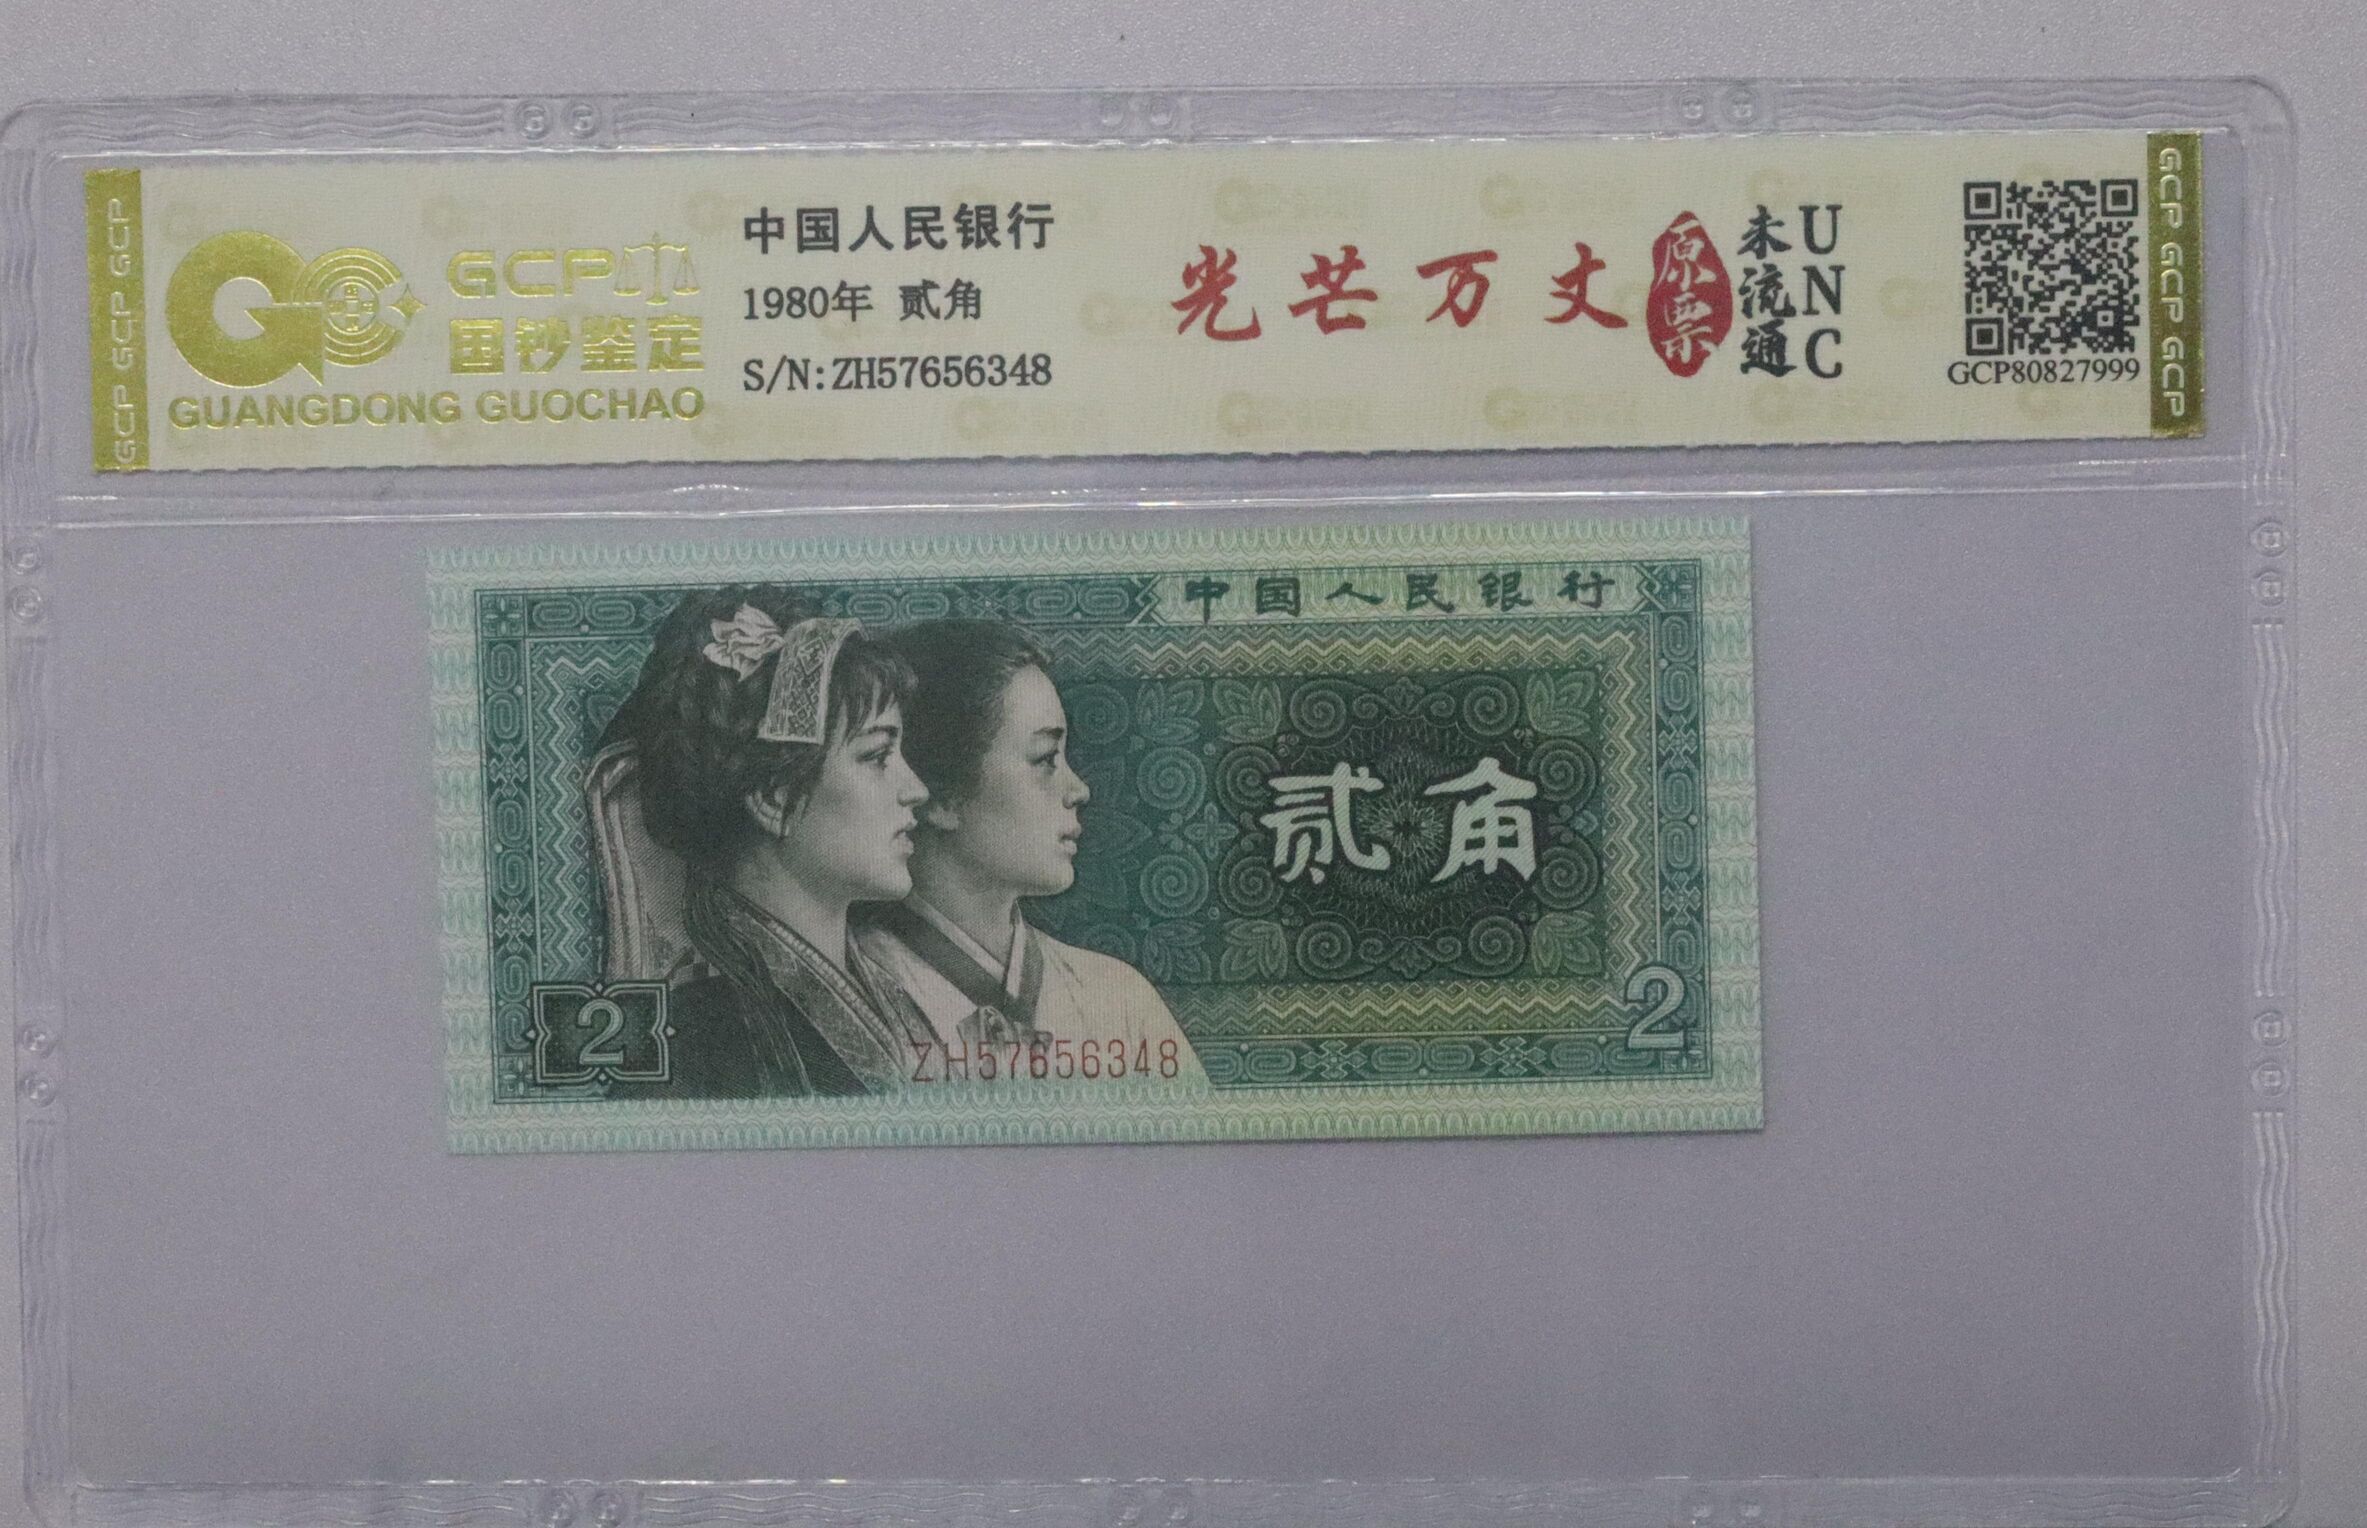 GCP GCP GCP
GCP
国钞鉴定
GUANGDONG GUOCHAO
中国人民银行
1980年 贰角
S/N:ZH57656348
光芒万丈
原票
未流通
UNC
GCP80827999
GCP GCP GCP
中国人民银行
贰角
2
2
ZH57656348